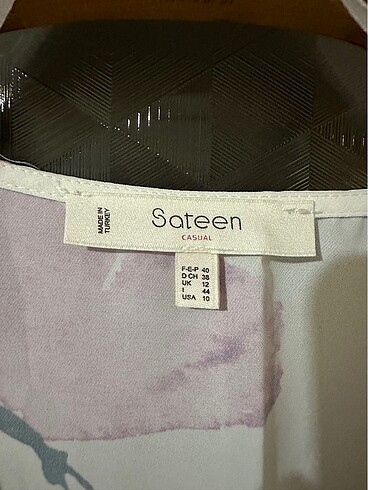 MADE IN
TURKEY
Sateen
CASUAL
F-E-P 40
D CH 38
UK 12
I 44
USA 10